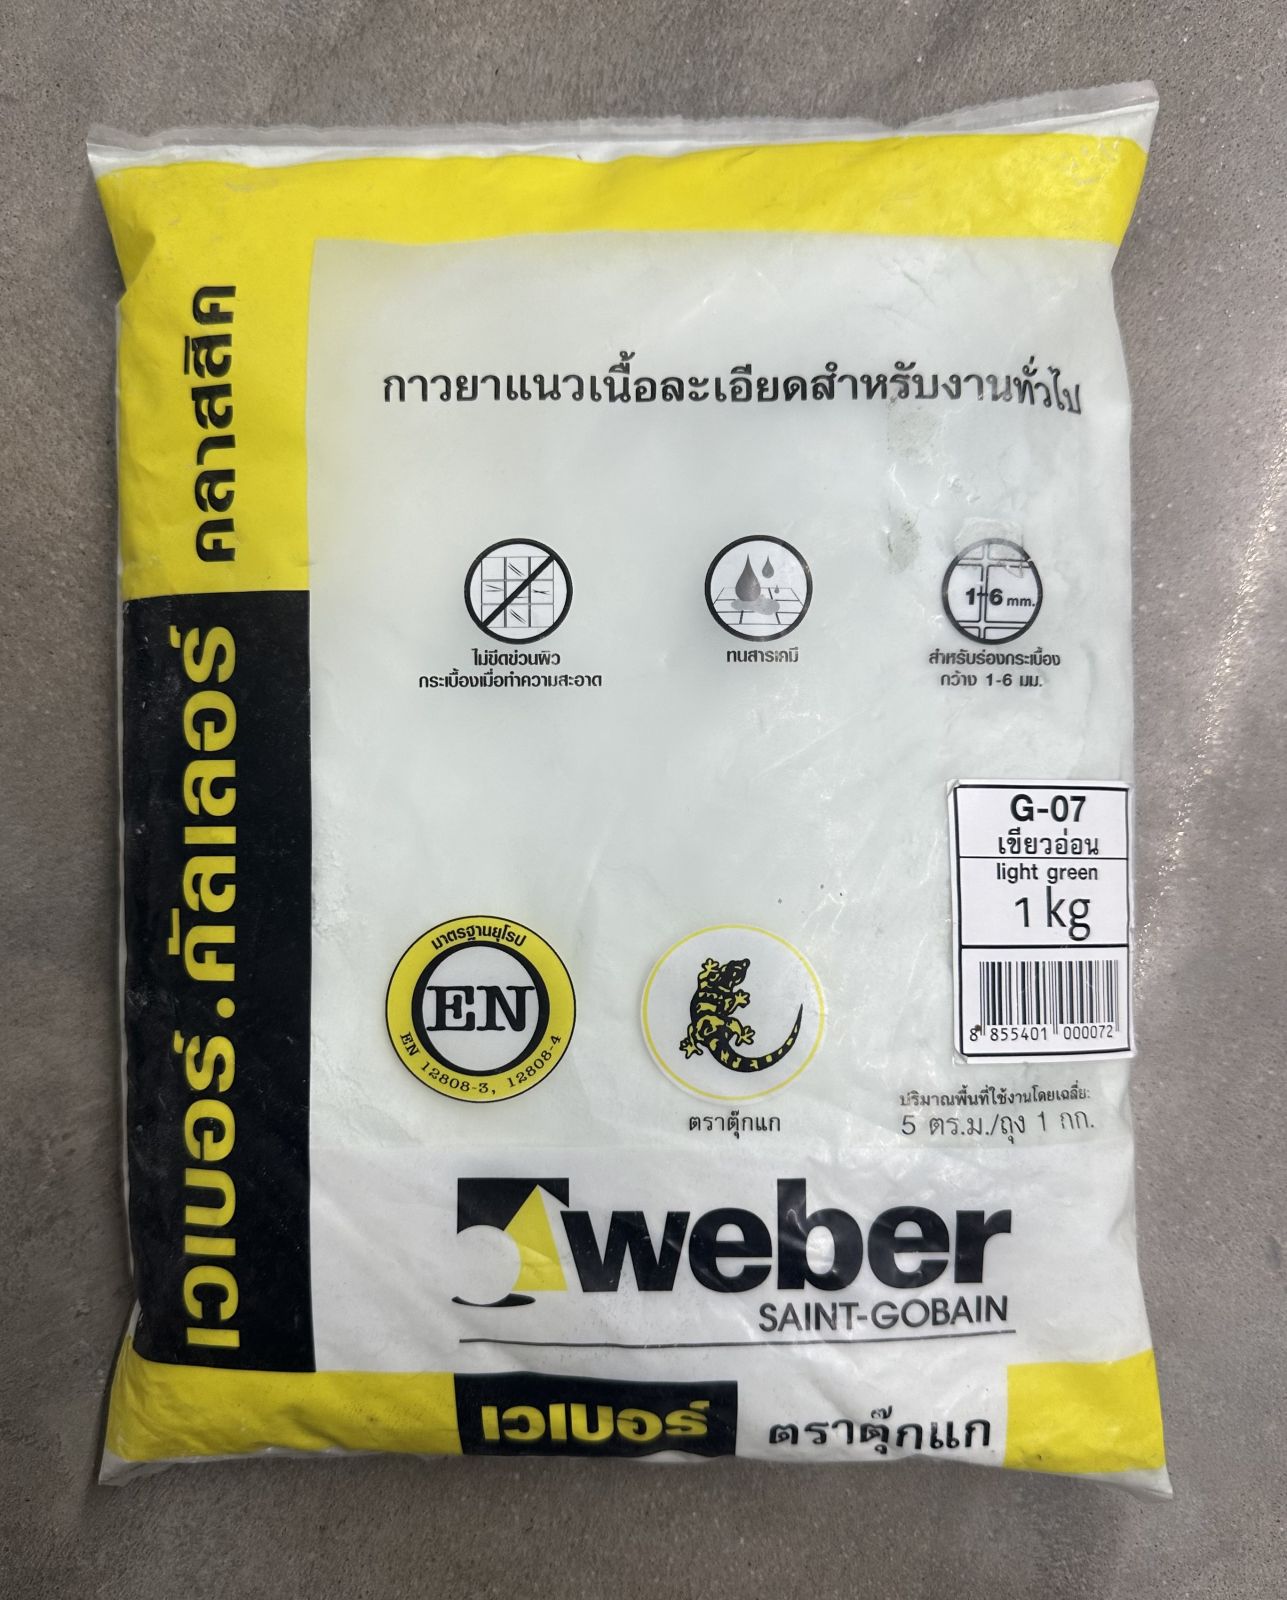 เวเบอร์.คัลเลอร์ คลาสสิค
กาวยาแนวเนื้อละเอียดสำหรับงานทั่วไป
1-6 mm.
ไม่ขีดข่วนผิว
กระเบื้องเมื่อทำความสะอาด
ทนสารเคมี
สำหรับร่องกระเบื้อง
กว้าง 1-6 มม.
G-07
เขียวอ่อน
light green
1 kg
8 855401 000072
มาตรฐานยุโรป
EN
EN 12808-3, 12808-4
ตราตุ๊กแก
ปริมาณพื้นที่ใช้งานโดยเฉลี่ย:
5 ตร.ม./ถุง 1 กก.
weber
SAINT-GOBAIN
เวเบอร์ ตราตุ๊กแก